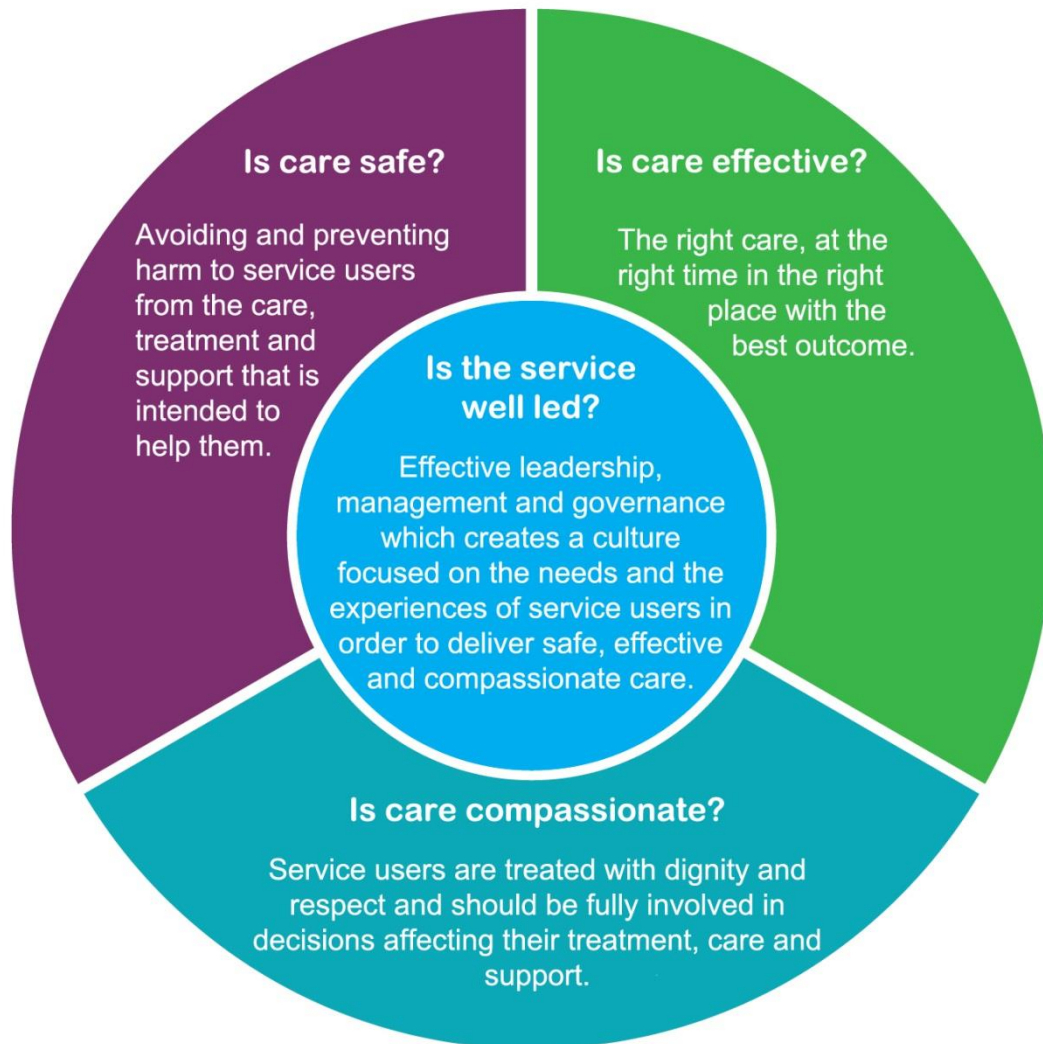 Is care safe?
Avoiding and preventing
harm to service users
from the care,
treatment and
support that is
intended to
help them.
Is care effective?
The right care, at the
right time in the right
place with the
best outcome.
Is the service
well led?
Effective leadership,
management and governance
which creates a culture
focused on the needs and the
experiences of service users in
order to deliver safe, effective
and compassionate care.
Is care compassionate?
Service users are treated with dignity and
respect and should be fully involved in
decisions affecting their treatment, care and
support.